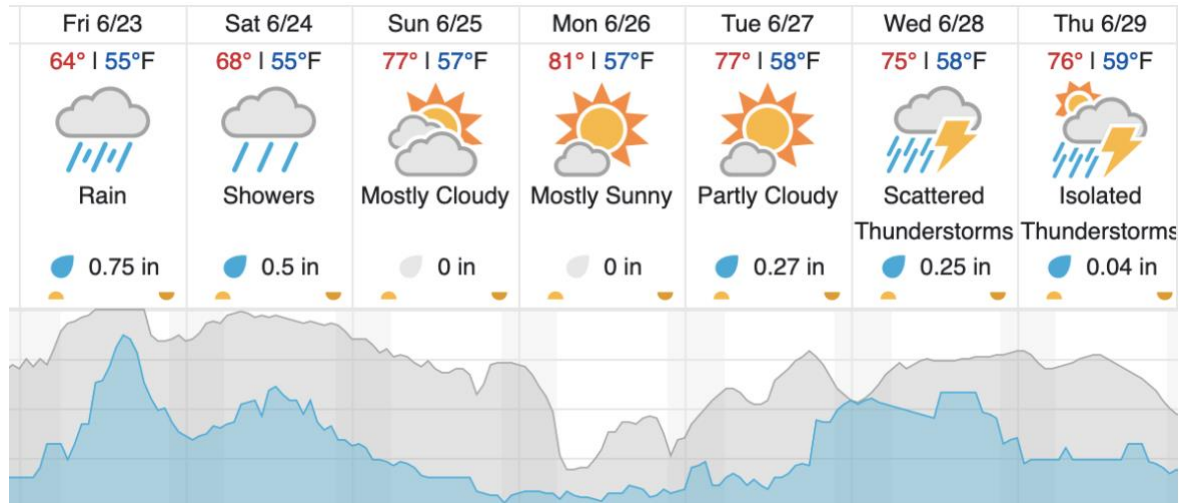 Fri 6/23 Sat 6/24 Sun 6/25 Mon 6/26 Tue 6/27 Wed 6/28 Thu 6/29
64° | 55°F 68° | 55°F 77° | 57°F 81° | 57°F 77° | 58°F 75° | 58°F 76° | 59°F
Rain Showers Mostly Cloudy Mostly Sunny Partly Cloudy Scattered Isolated
Thunderstorms Thunderstorms
0.75 in 0.5 in 0 in 0 in 0.27 in 0.25 in 0.04 in